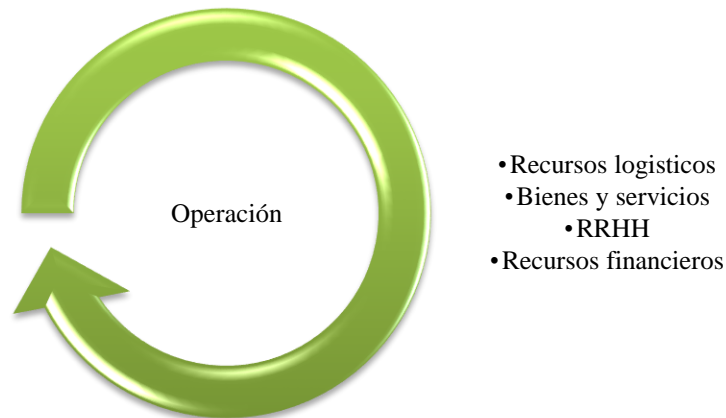 Operación
•Recursos logisticos
•Bienes y servicios
•RRHH
•Recursos financieros